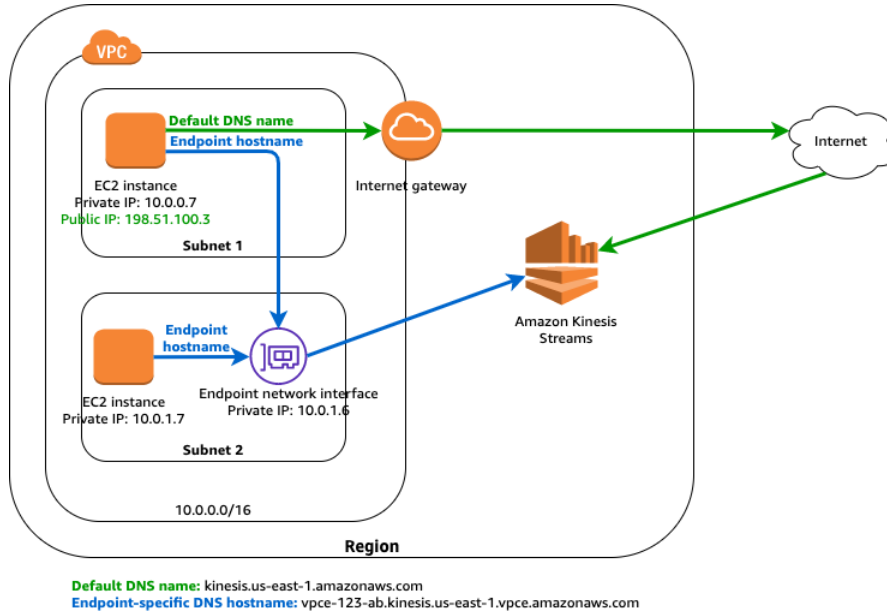 VPC
Default DNS name
Endpoint hostname
EC2 instance
Private IP: 10.0.0.7
Public IP: 198.51.100.3
Subnet 1
Internet gateway
Internet
Amazon Kinesis
Streams
Endpoint
hostname
EC2 instance
Private IP: 10.0.1.7
Endpoint network interface
Private IP: 10.0.1.6
Subnet 2
10.0.0.0/16
Region
Default DNS name: kinesis.us-east-1.amazonaws.com
Endpoint-specific DNS hostname: vpce-123-ab.kinesis.us-east-1.vpce.amazonaws.com